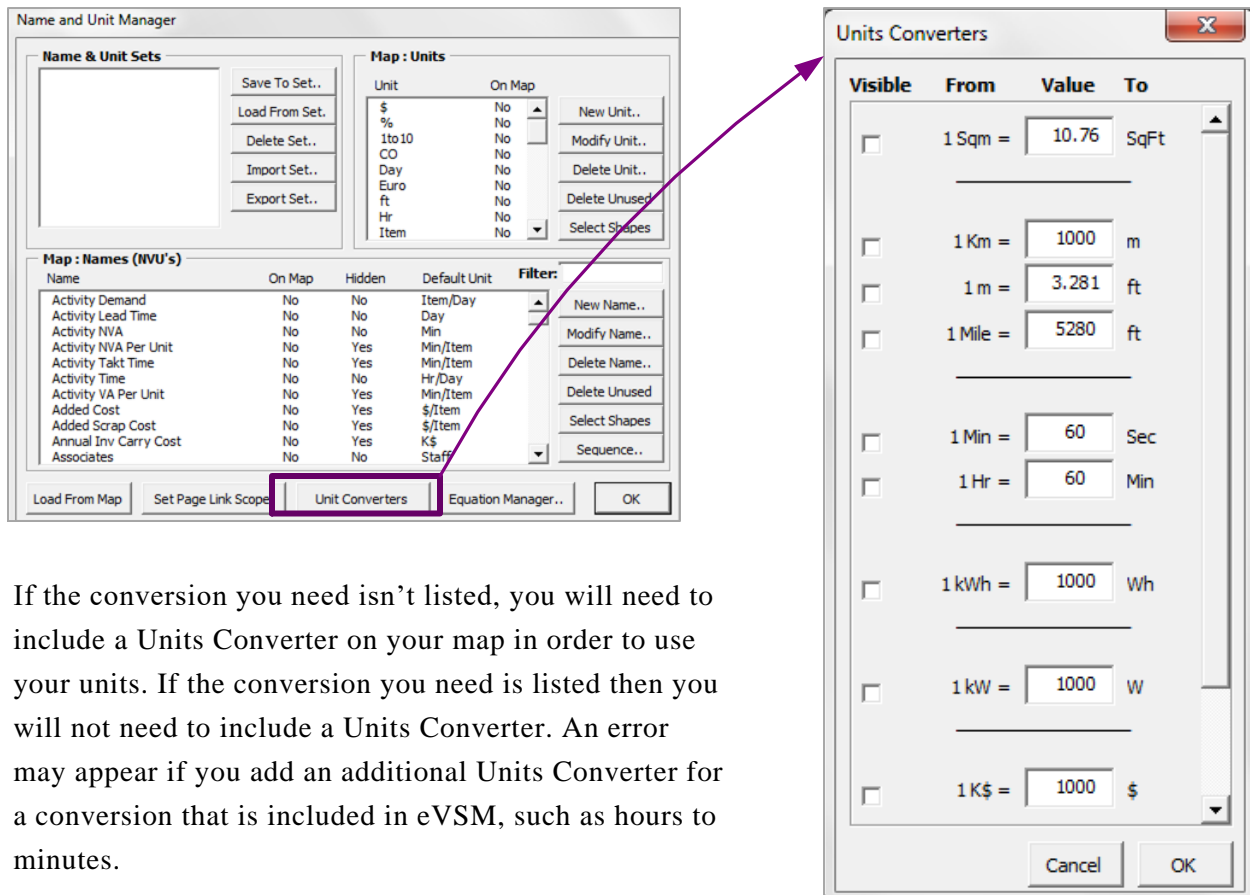 Name and Unit Manager
Name & Unit Sets
Save To Set..
Load From Set.
Delete Set..
Import Set..
Export Set..
Map : Units
Unit On Map
$ No
% No
1to10 No
CO No
Day No
Euro No
ft No
Hr No
Item No
New Unit..
Modify Unit..
Delete Unit..
Delete Unused
Select Shapes
Map : Names (NVU's)
Name On Map Hidden Default Unit Filter:
Activity Demand No No Item/Day
Activity Lead Time No No Day
Activity NVA No No Min
Activity NVA Per Unit No Yes Min/Item
Activity Takt Time No Yes Min/Item
Activity Time No No Hr/Day
Activity VA Per Unit No Yes Min/Item
Added Cost No Yes $/Item
Added Scrap Cost No Yes $/Item
Annual Inv Carry Cost No Yes K$
Associates No No Staff
New Name..
Modify Name..
Delete Name..
Delete Unused
Select Shapes
Sequence..
Load From Map Set Page Link Scope Unit Converters Equation Manager.. OK
If the conversion you need isn't listed, you will need to
include a Units Converter on your map in order to use
your units. If the conversion you need is listed then you
will not need to include a Units Converter. An error
may appear if you add an additional Units Converter for
a conversion that is included in eVSM, such as hours to
minutes.
Units Converters
Visible From Value To
1 Sqm = 10.76 SqFt
1 Km = 1000 m
1 m = 3.281 ft
1 Mile = 5280 ft
1 Min = 60 Sec
1 Hr = 60 Min
1 kWh = 1000 Wh
1 kW = 1000 W
1 K$ = 1000 $
Cancel OK